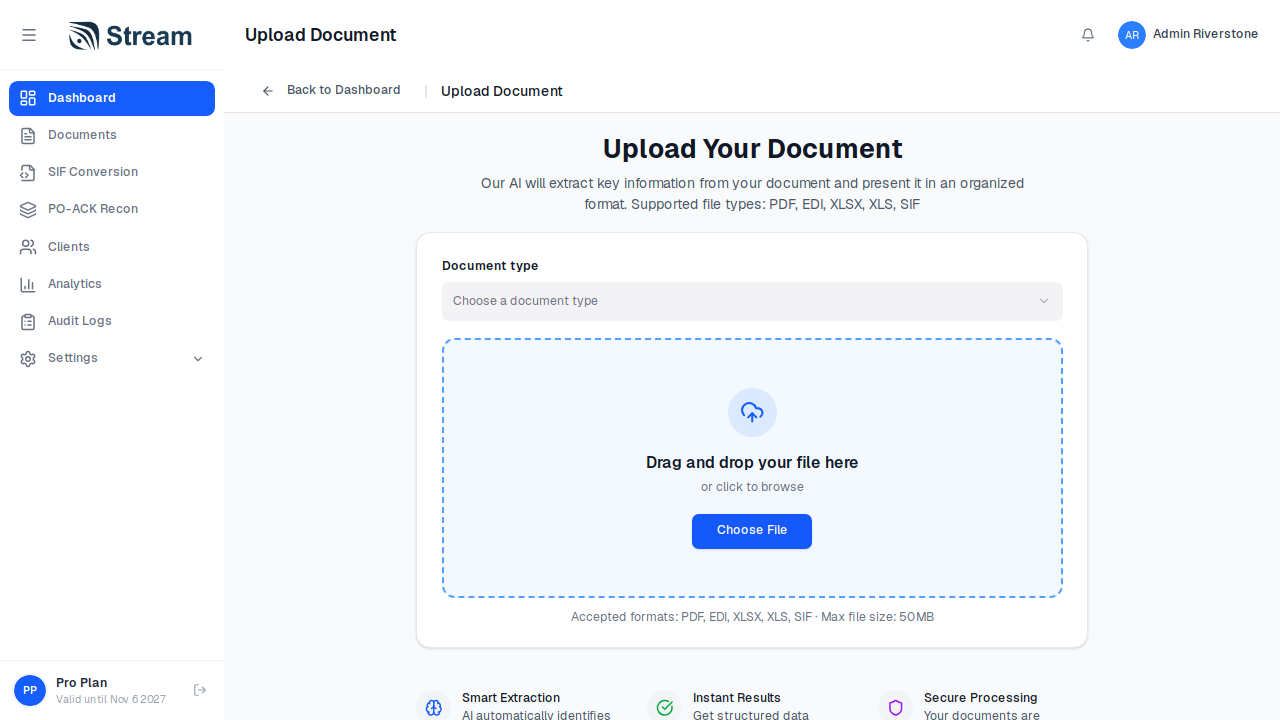 Stream
Upload Document
AR
Admin Riverstone
Dashboard
Documents
SIF Conversion
PO-ACK Recon
Clients
Analytics
Audit Logs
Settings
PP
Pro Plan
Valid until Nov 6 2027
Back to Dashboard
Upload Document
Upload Your Document
Our AI will extract key information from your document and present it in an organized
format. Supported file types: PDF, EDI, XLSX, XLS, SIF
Document type
Choose a document type
Drag and drop your file here
or click to browse
Choose File
Accepted formats: PDF, EDI, XLSX, XLS, SIF · Max file size: 50MB
Smart Extraction
AI automatically identifies
Instant Results
Get structured data
Secure Processing
Your documents are